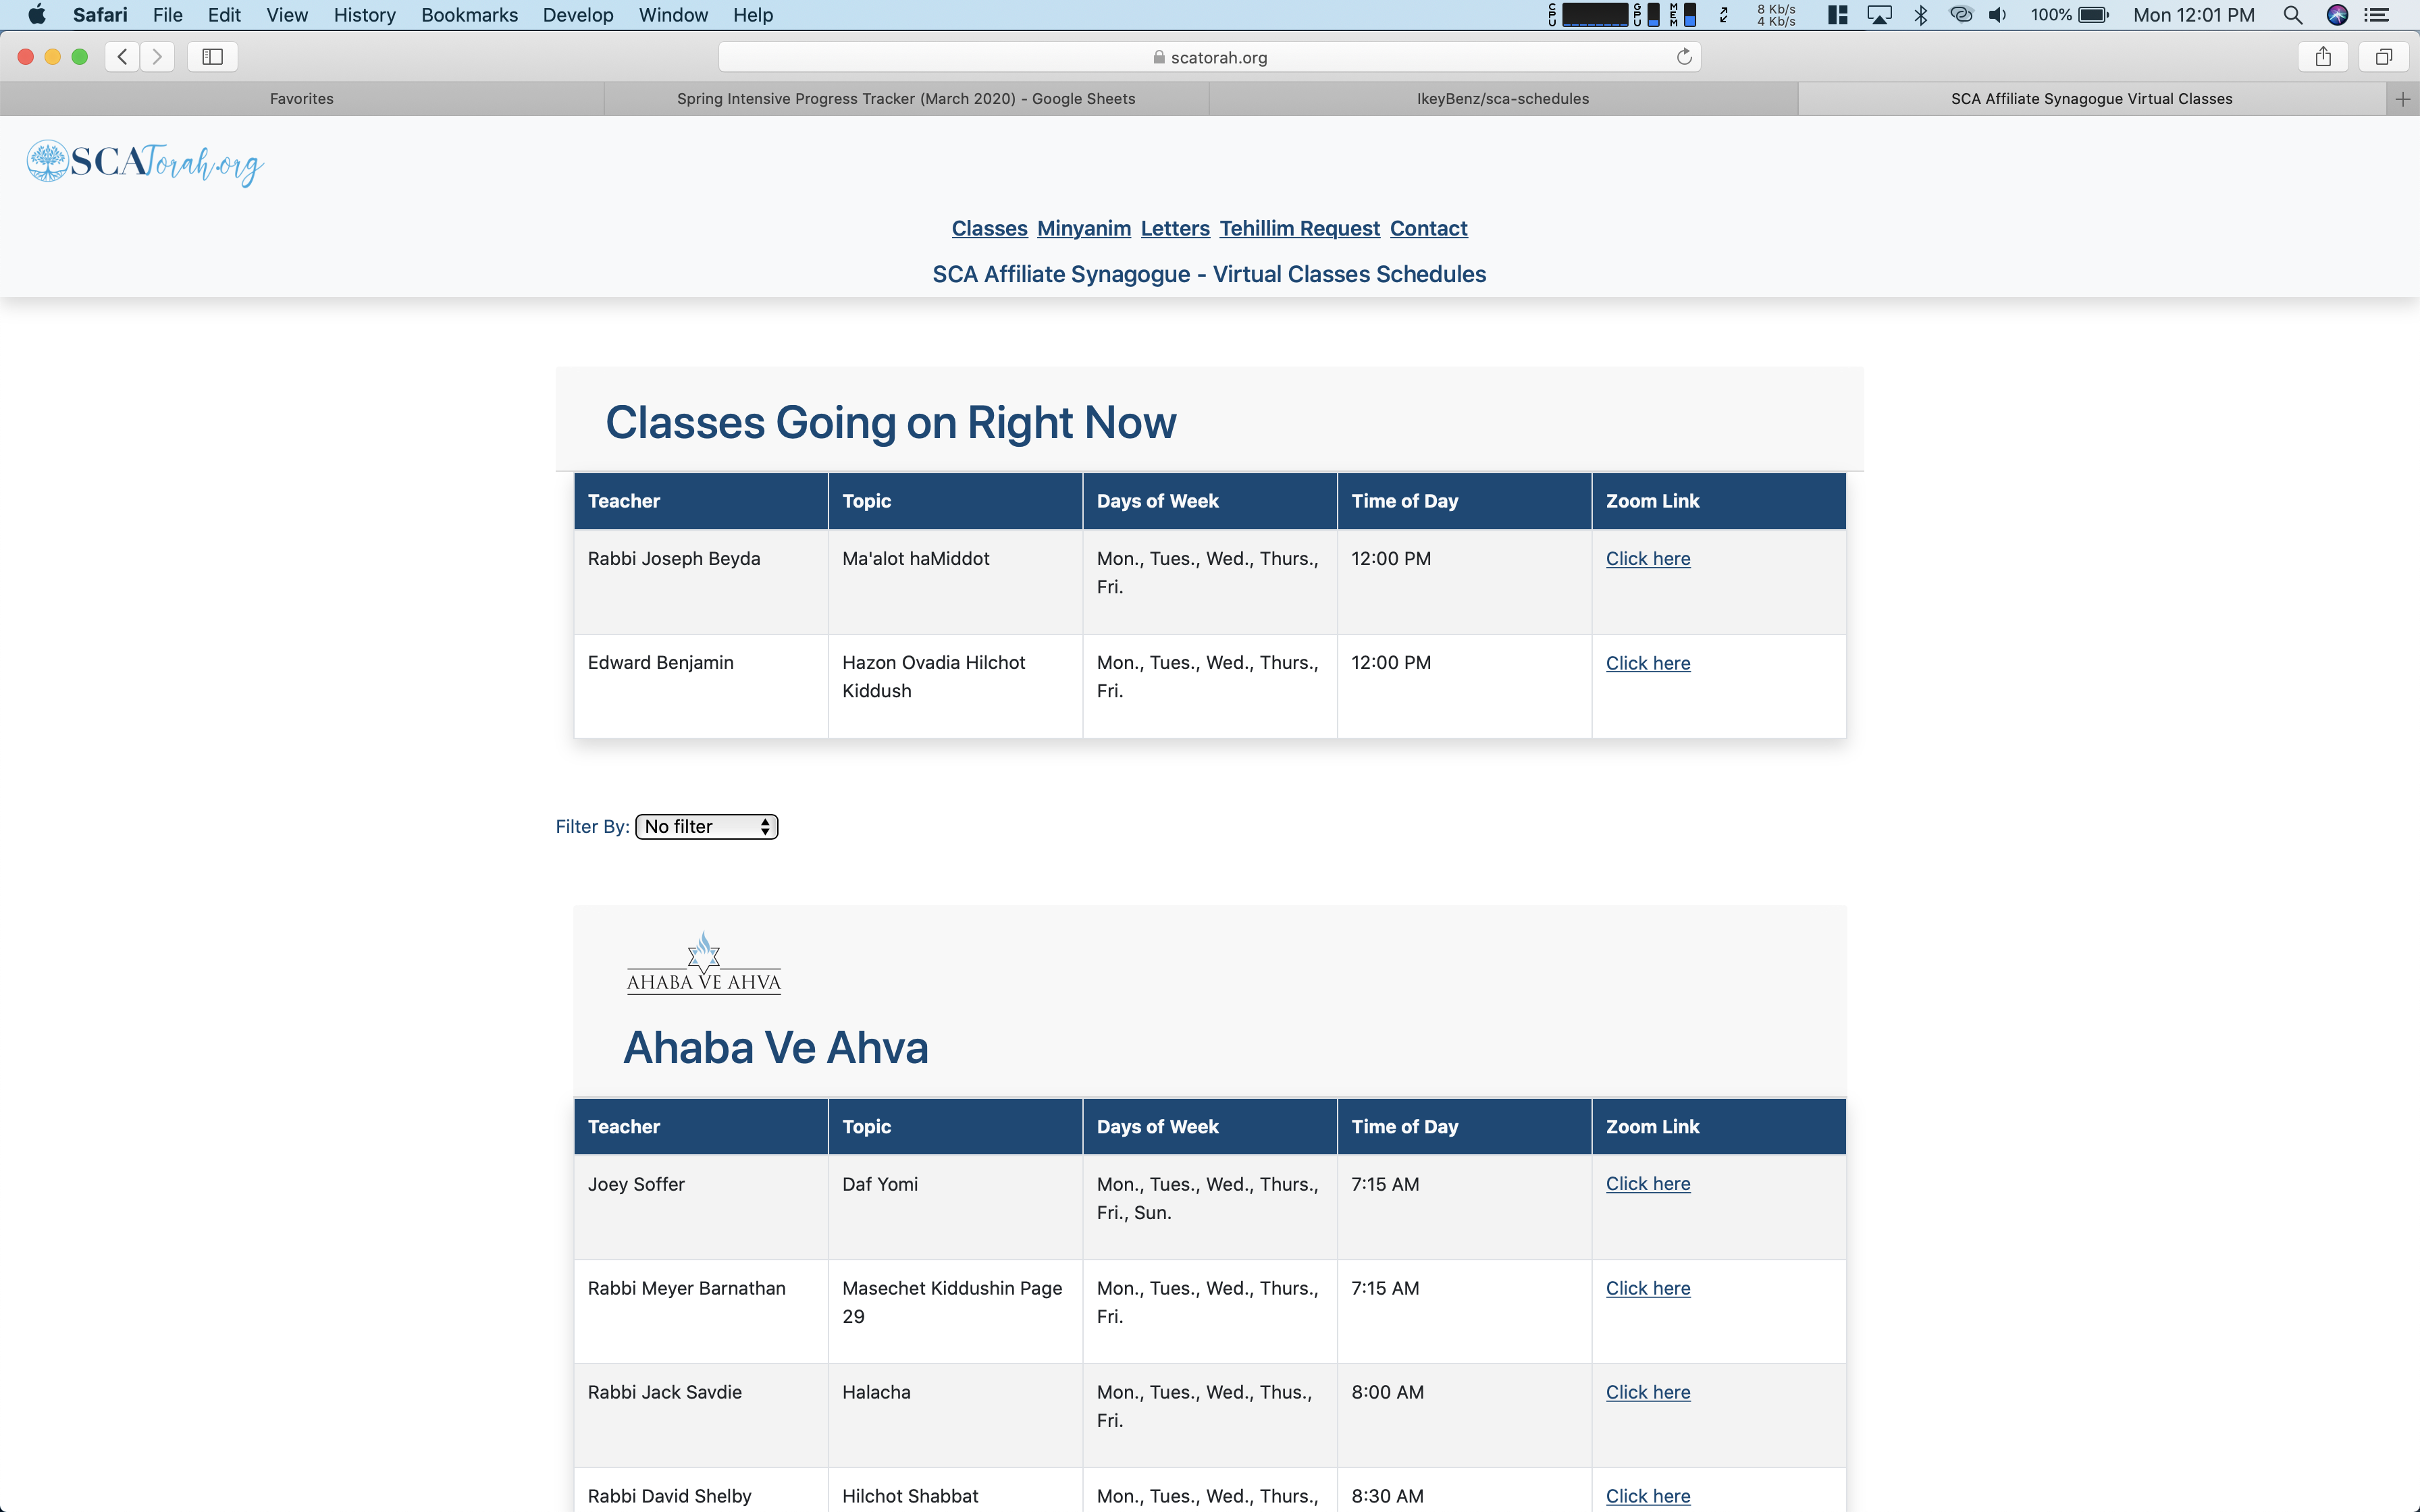 Safari File Edit View History Bookmarks Develop Window Help CPU GPU MEM 8 Kb/s 4 Kb/s 100% Mon 12:01 PM
scatorah.org
Favorites Spring Intensive Progress Tracker (March 2020) - Google Sheets IkeyBenz/sca-schedules SCA Affiliate Synagogue Virtual Classes
SCATorah.org
Classes Minyanim Letters Tehillim Request Contact
SCA Affiliate Synagogue - Virtual Classes Schedules
Classes Going on Right Now
Teacher Topic Days of Week Time of Day Zoom Link
Rabbi Joseph Beyda Ma'alot haMiddot Mon., Tues., Wed., Thurs., 12:00 PM Click here
Fri.
Edward Benjamin Hazon Ovadia Hilchot Mon., Tues., Wed., Thurs., 12:00 PM Click here
Kiddush Fri.
Filter By: No filter
AHABA VE AHVA
Ahaba Ve Ahva
Teacher Topic Days of Week Time of Day Zoom Link
Joey Soffer Daf Yomi Mon., Tues., Wed., Thurs., 7:15 AM Click here
Fri., Sun.
Rabbi Meyer Barnathan Masechet Kiddushin Page Mon., Tues., Wed., Thurs., 7:15 AM Click here
29 Fri.
Rabbi Jack Savdie Halacha Mon., Tues., Wed., Thus., 8:00 AM Click here
Fri.
Rabbi David Shelby Hilchot Shabbat Mon., Tues., Wed., Thurs., 8:30 AM Click here